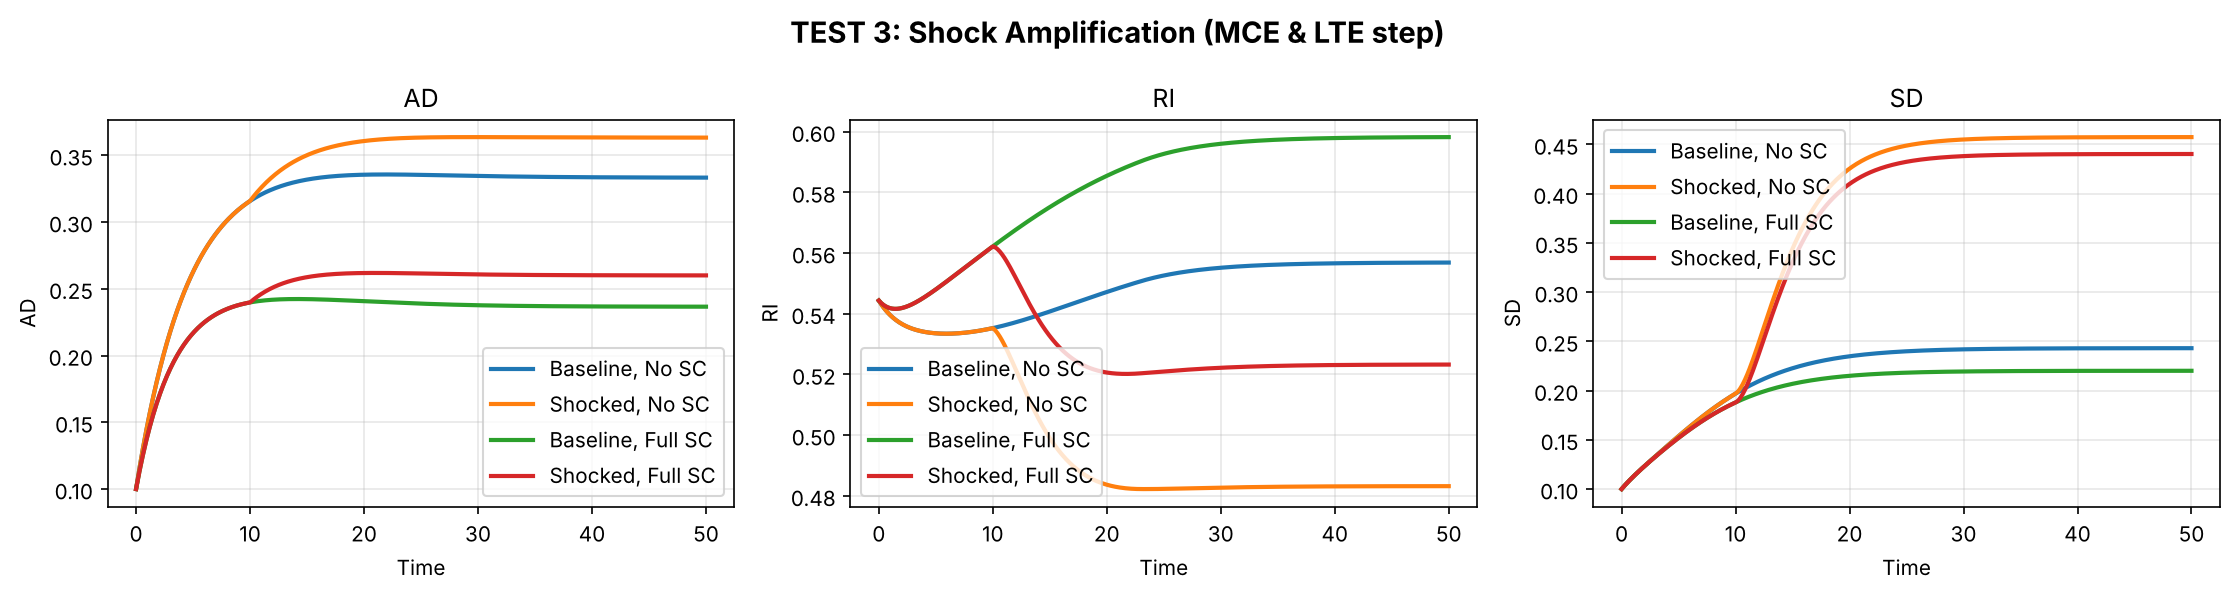 TEST 3: Shock Amplification (MCE & LTE step)
AD
AD
0.35
0.30
0.25
0.20
0.15
0.10
Baseline, No SC
Shocked, No SC
Baseline, Full SC
Shocked, Full SC
0 10 20 30 40 50
Time
RI
RI
0.60
0.58
0.56
0.54
0.52
0.50
0.48
Baseline, No SC
Shocked, No SC
Baseline, Full SC
Shocked, Full SC
0 10 20 30 40 50
Time
SD
SD
0.45
0.40
0.35
0.30
0.25
0.20
0.15
0.10
Baseline, No SC
Shocked, No SC
Baseline, Full SC
Shocked, Full SC
0 10 20 30 40 50
Time